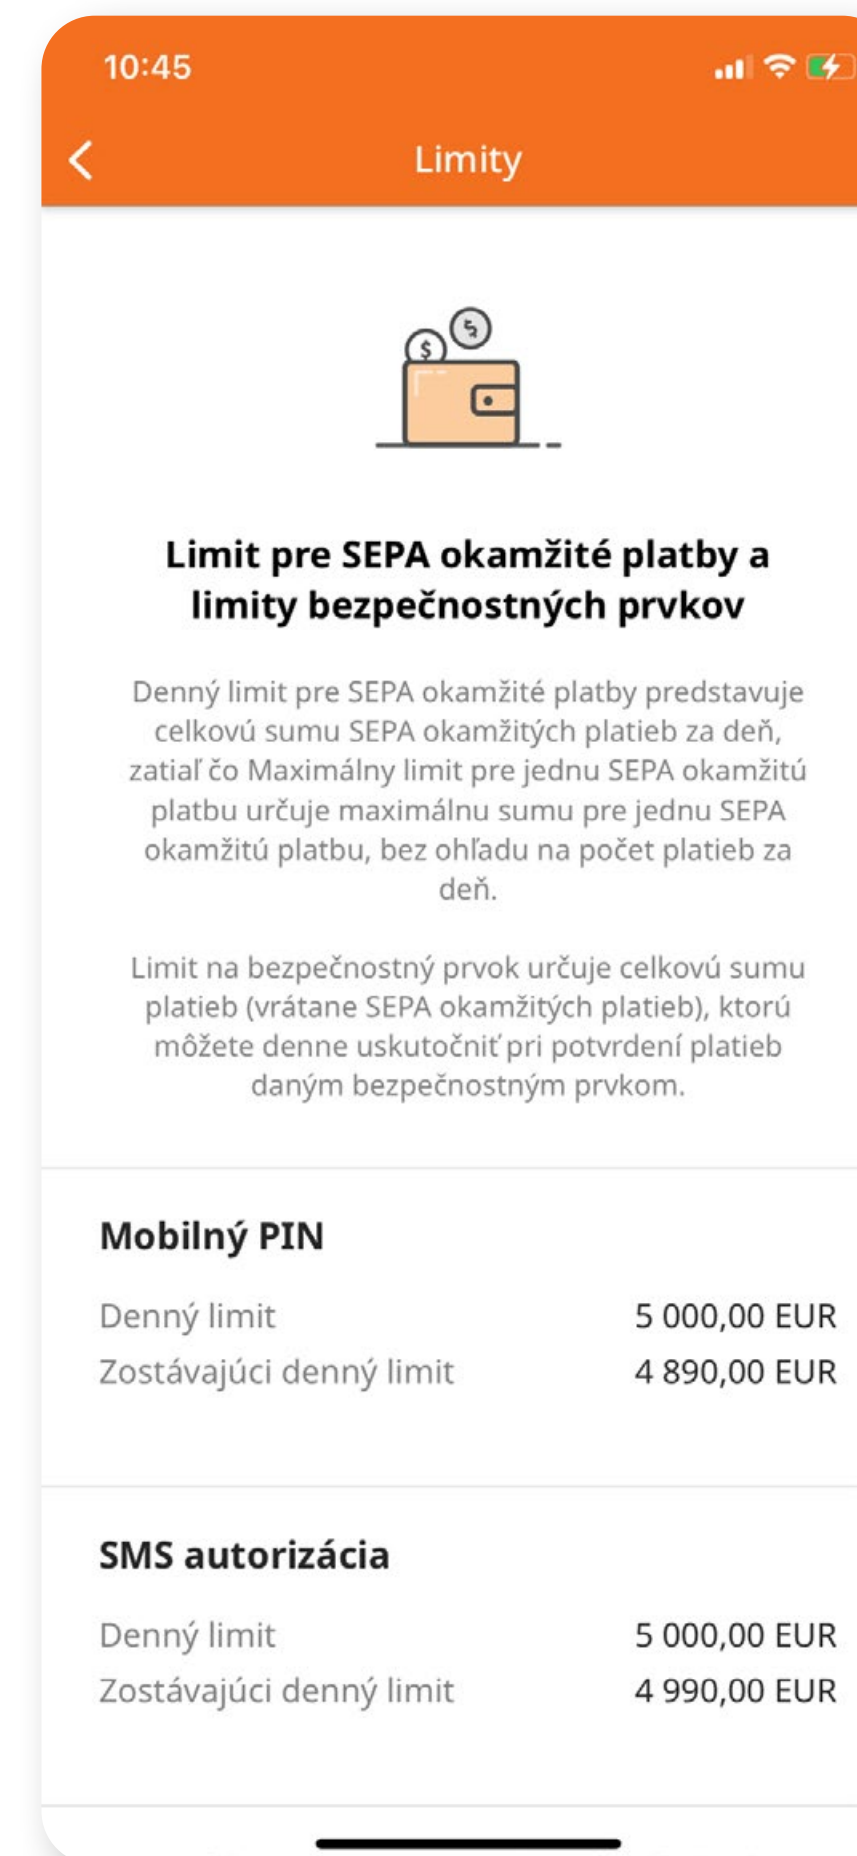 10:45
Limity
$
$
Limit pre SEPA okamžité platby a
limity bezpečnostných prvkov
Denný limit pre SEPA okamžité platby predstavuje
celkovú sumu SEPA okamžitých platieb za deň,
zatiaľ čo Maximálny limit pre jednu SEPA okamžitú
platbu určuje maximálnu sumu pre jednu SEPA
okamžitú platbu, bez ohľadu na počet platieb za
deň.
Limit na bezpečnostný prvok určuje celkovú sumu
platieb (vrátane SEPA okamžitých platieb), ktorú
môžete denne uskutočniť pri potvrdení platieb
daným bezpečnostným prvkom.
Mobilný PIN
Denný limit 5 000,00 EUR
Zostávajúci denný limit 4 890,00 EUR
SMS autorizácia
Denný limit 5 000,00 EUR
Zostávajúci denný limit 4 990,00 EUR